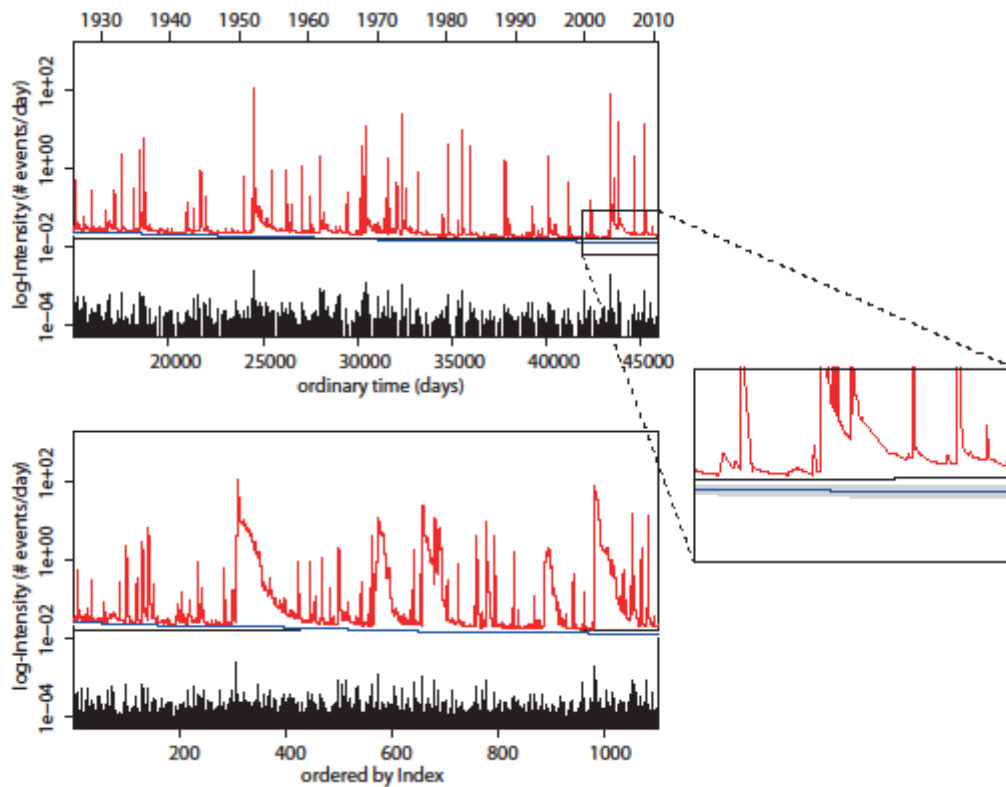 1930 1940 1950 1960 1970 1980 1990 2000 2010
log-Intensity (# events/day)
1e+02
1e+00
1e−02
1e−04
20000 25000 30000 35000 40000 45000
ordinary time (days)
log-Intensity (# events/day)
1e+02
1e+00
1e−02
1e−04
200 400 600 800 1000
ordered by Index